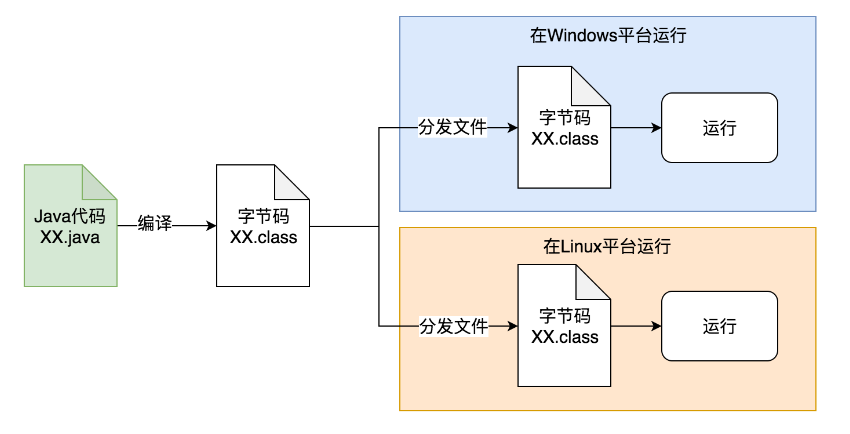 Java代码
XX.java
编译
字节码
XX.class
在Windows平台运行
分发文件
字节码
XX.class
运行
在Linux平台运行
分发文件
字节码
XX.class
运行